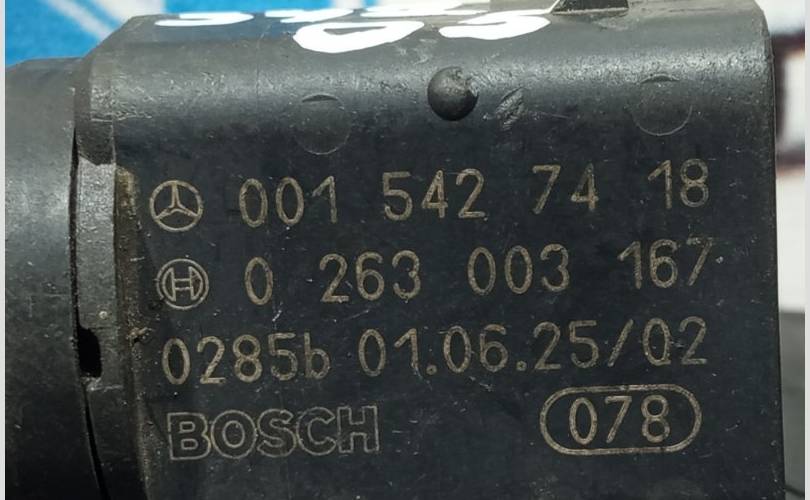 001 542 74 18
0 263 003 167
0285b 01.06.25/02
BOSCH 078